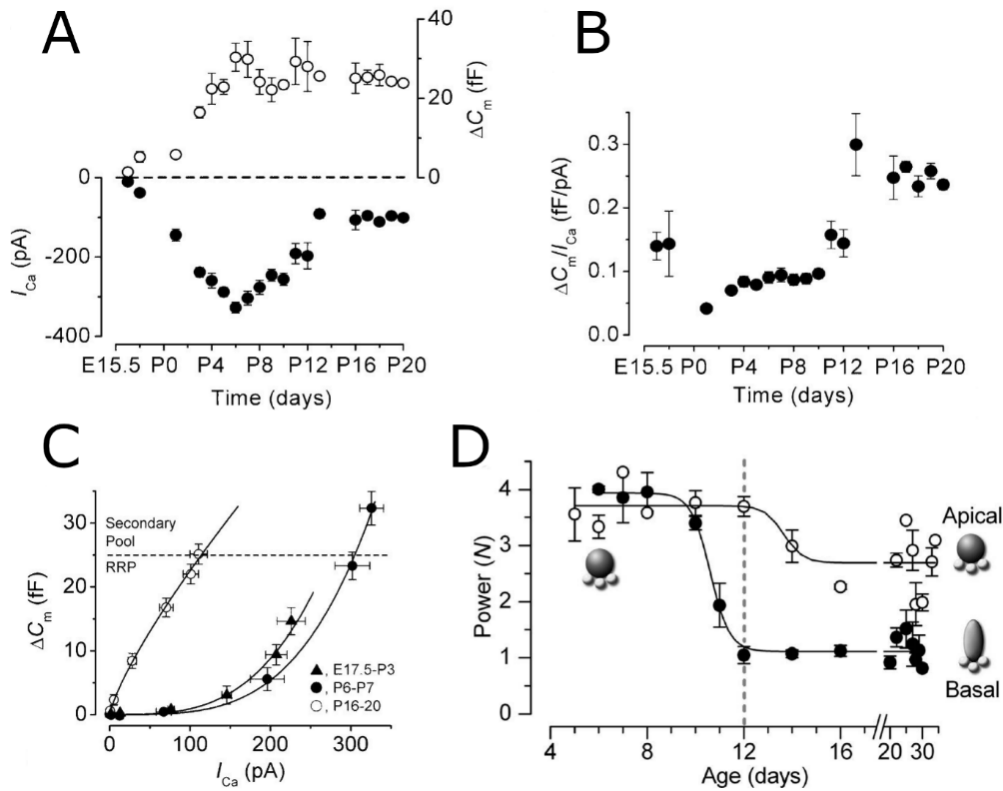 A
40
20
0
ΔCm (fF)
0
-200
-400
ICa (pA)
E15.5 P0 P4 P8 P12 P16 P20
Time (days)
B
0.3
0.2
0.1
0.0
ΔCm/ICa (fF/pA)
E15.5 P0 P4 P8 P12 P16 P20
Time (days)
C
30
20
10
0
ΔCm (fF)
Secondary
Pool
RRP
, E17.5-P3
, P6-P7
, P16-20
0 100 200 300
ICa (pA)
D
4
3
2
1
0
Power (N)
Apical
Basal
4 8 12 16 20 30
Age (days)